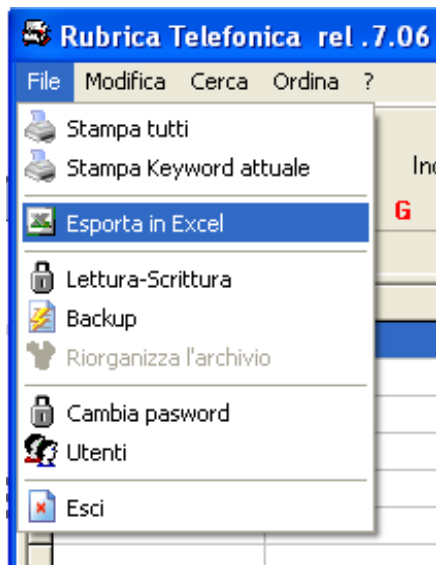 Rubrica Telefonica rel .7.06
File Modifica Cerca Ordina ?
Stampa tutti
Stampa Keyword attuale
G
Esporta in Excel
Lettura-Scrittura
Backup
Riorganizza l'archivio
Cambia pasword
Utenti
Esci